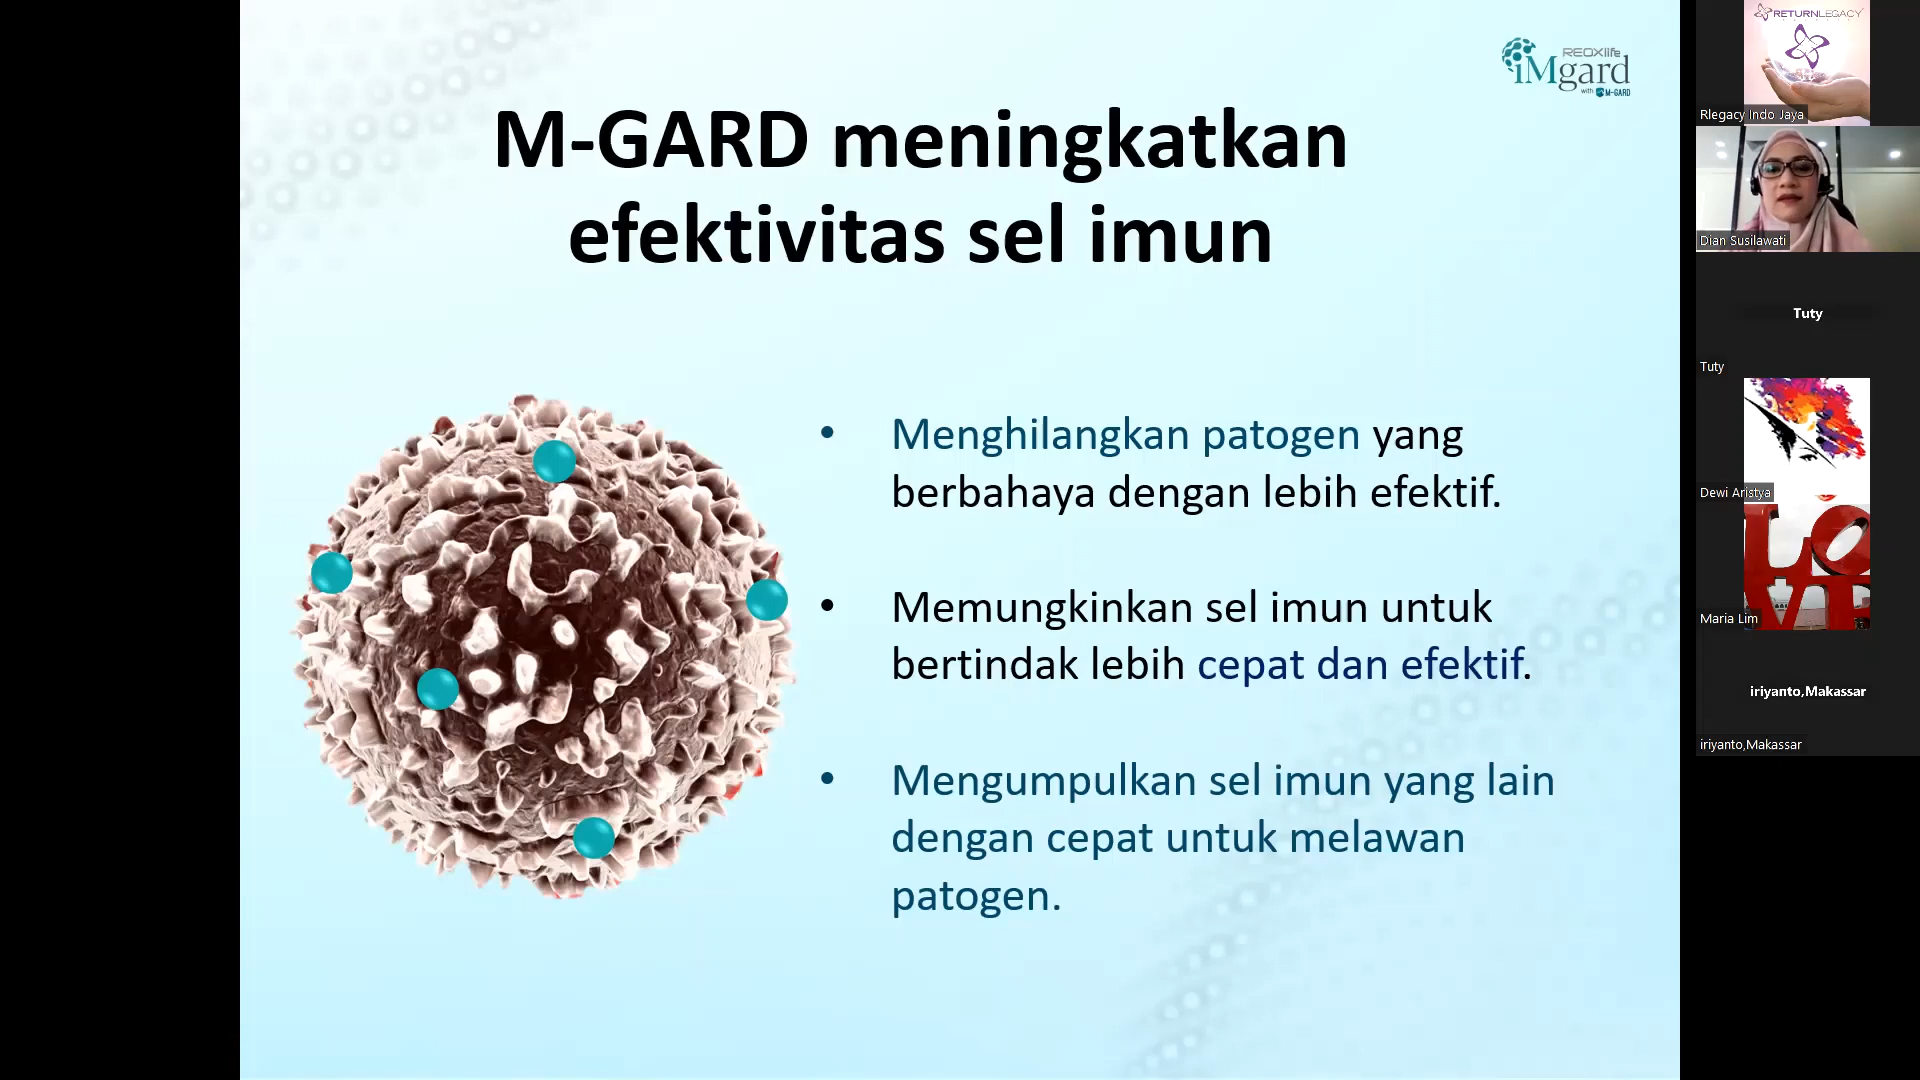 REOXlife
iMgard
with M-GARD
M-GARD meningkatkan
efektivitas sel imun
• Menghilangkan patogen yang
berbahaya dengan lebih efektif.
• Memungkinkan sel imun untuk
bertindak lebih cepat dan efektif.
• Mengumpulkan sel imun yang lain
dengan cepat untuk melawan
patogen.
RETURNLEGACY
Rlegacy Indo Jaya
Dian Susilawati
Tuty
Tuty
Dewi Aristya
LO
VE
Maria Lim
iriyanto,Makassar
iriyanto,Makassar